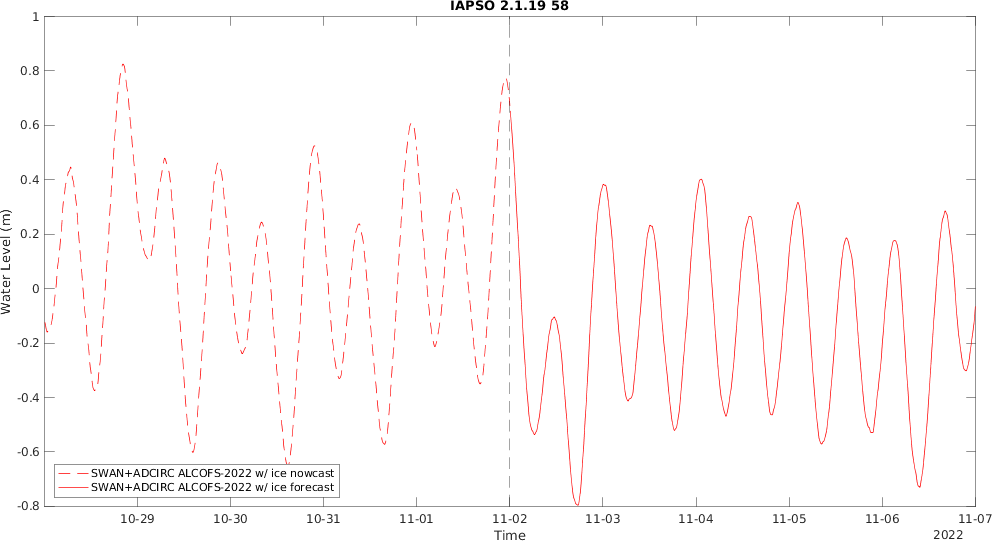 IAPSO 2.1.19 58
Water Level (m)
1
0.8
0.6
0.4
0.2
0
-0.2
-0.4
-0.6
-0.8
SWAN+ADCIRC ALCOFS-2022 w/ ice nowcast
SWAN+ADCIRC ALCOFS-2022 w/ ice forecast
10-29 10-30 10-31 11-01 11-02 11-03 11-04 11-05 11-06 11-07
Time
2022